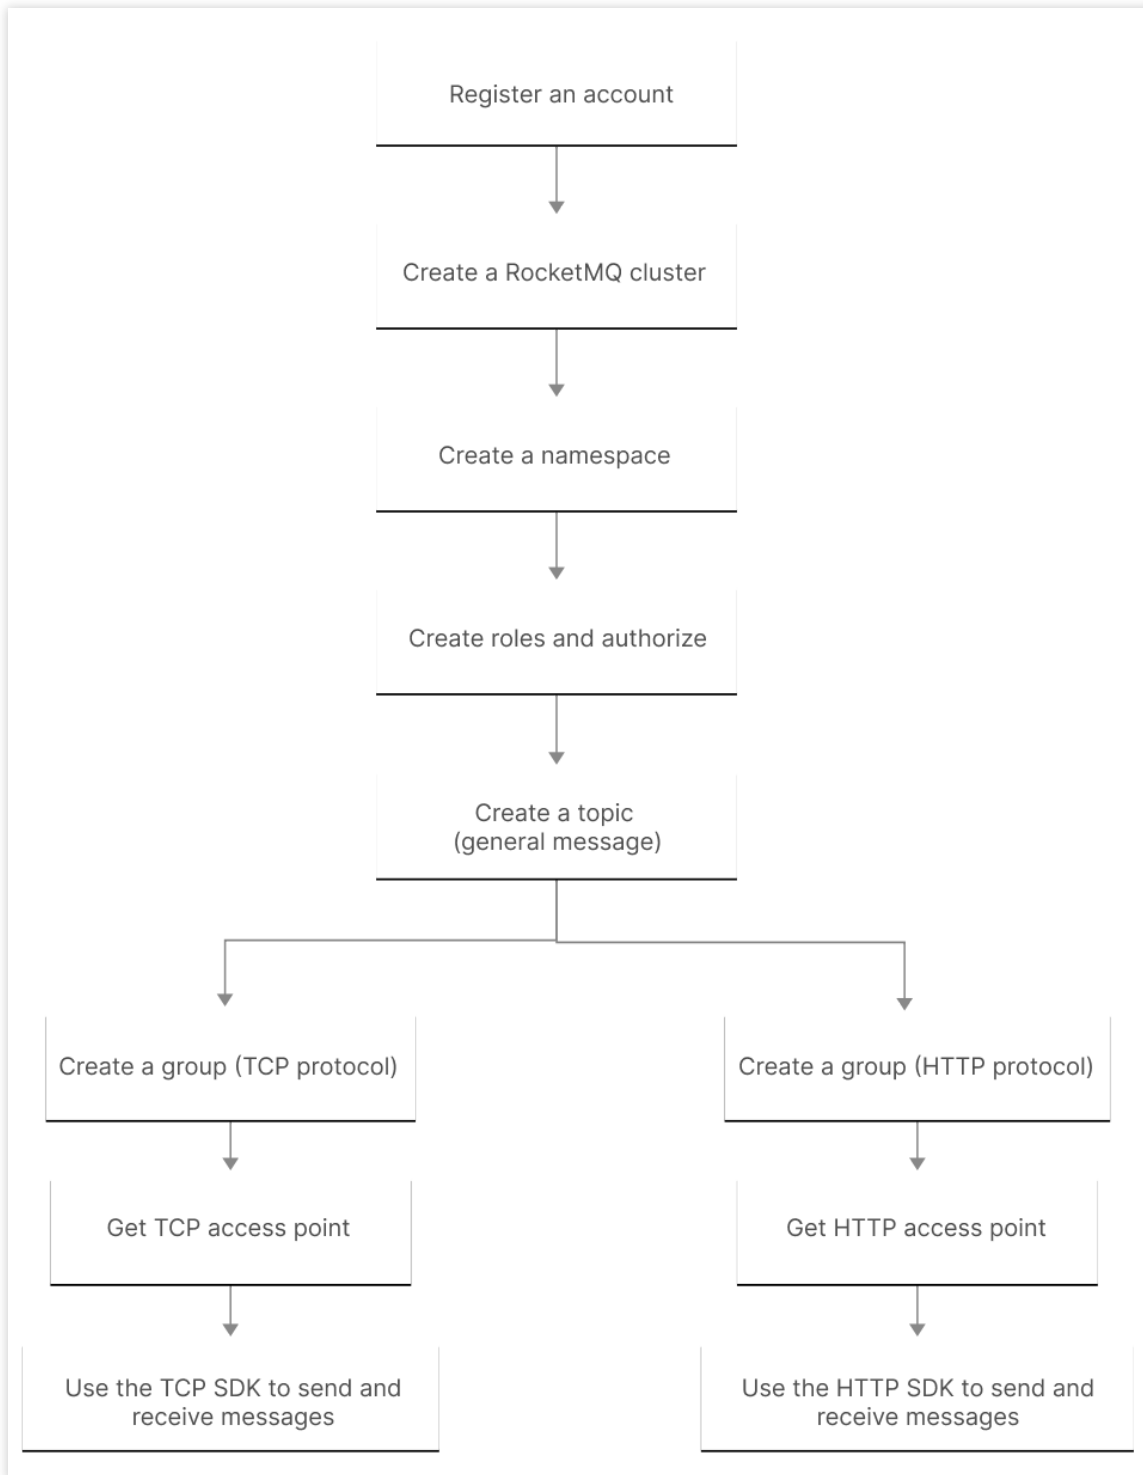 Register an account
Create a RocketMQ cluster
Create a namespace
Create roles and authorize
Create a topic
(general message)
Create a group (TCP protocol)
Create a group (HTTP protocol)
Get TCP access point
Get HTTP access point
Use the TCP SDK to send and
receive messages
Use the HTTP SDK to send and
receive messages